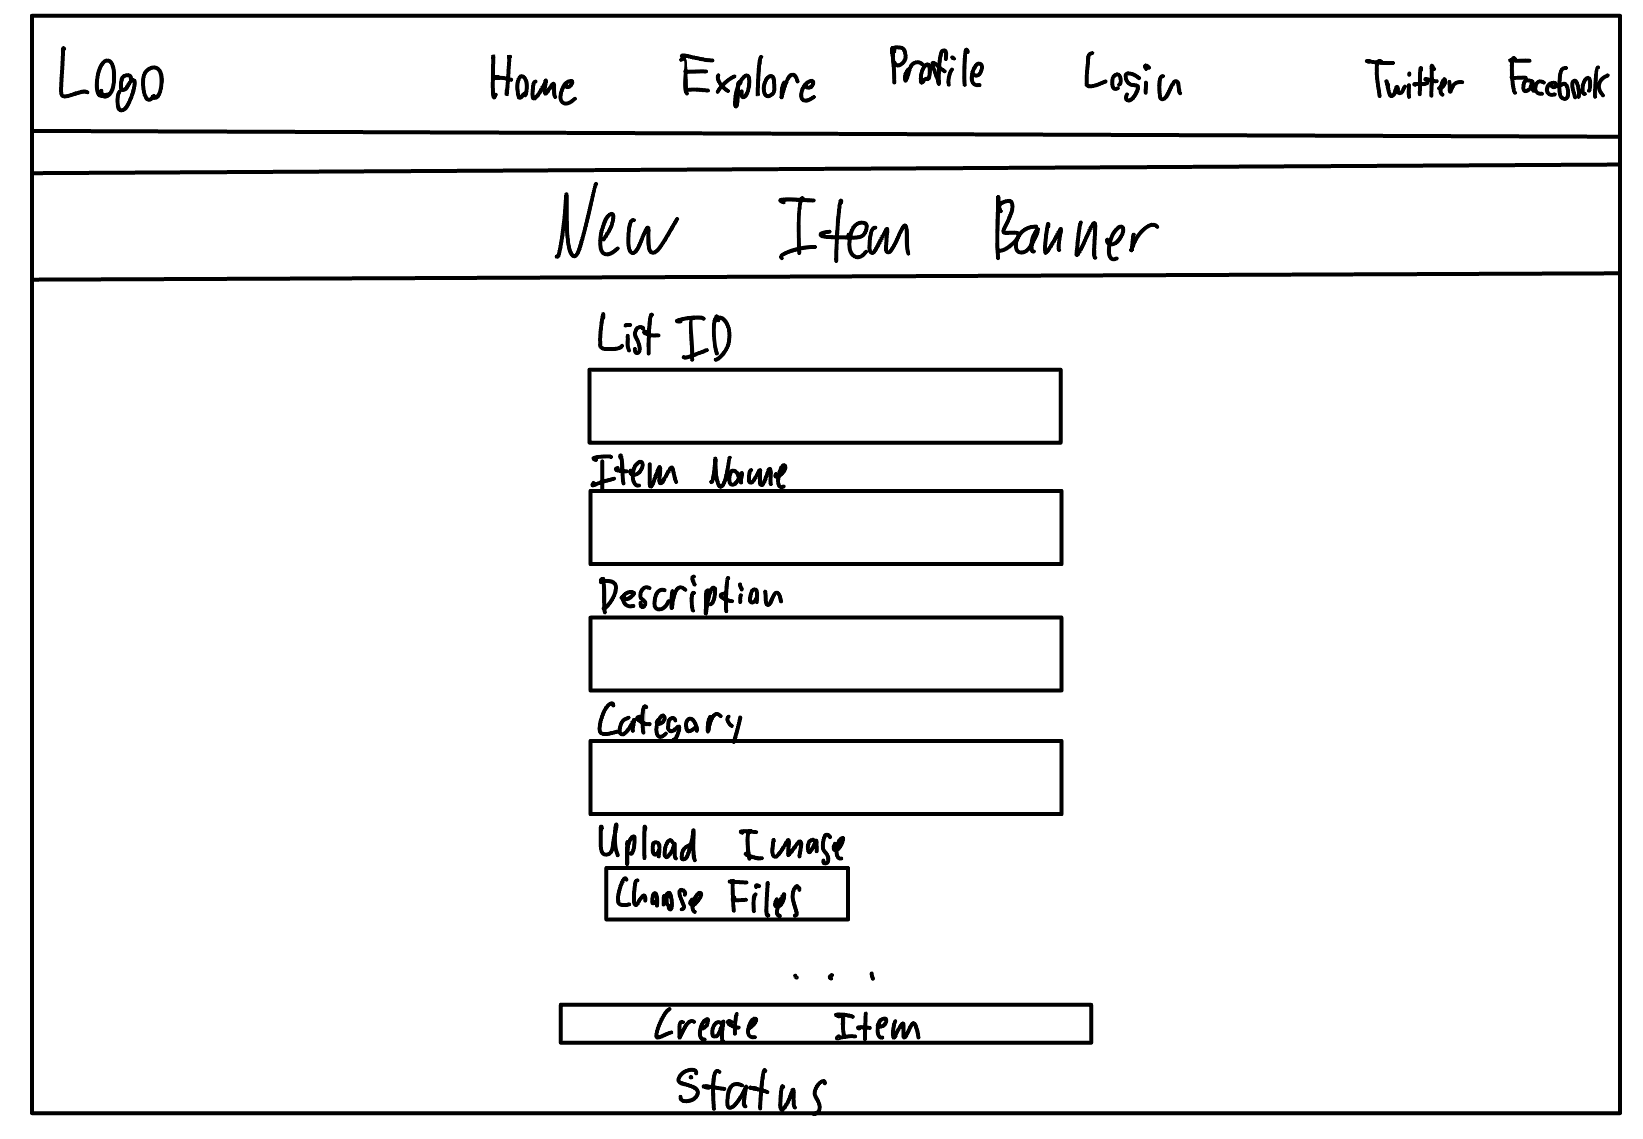 Logo Home Explore Profile Login Twitter Facebook
New Item Banner
List ID
Item Name
Description
Category
Upload Image
Choose Files
...
Create Item
Status